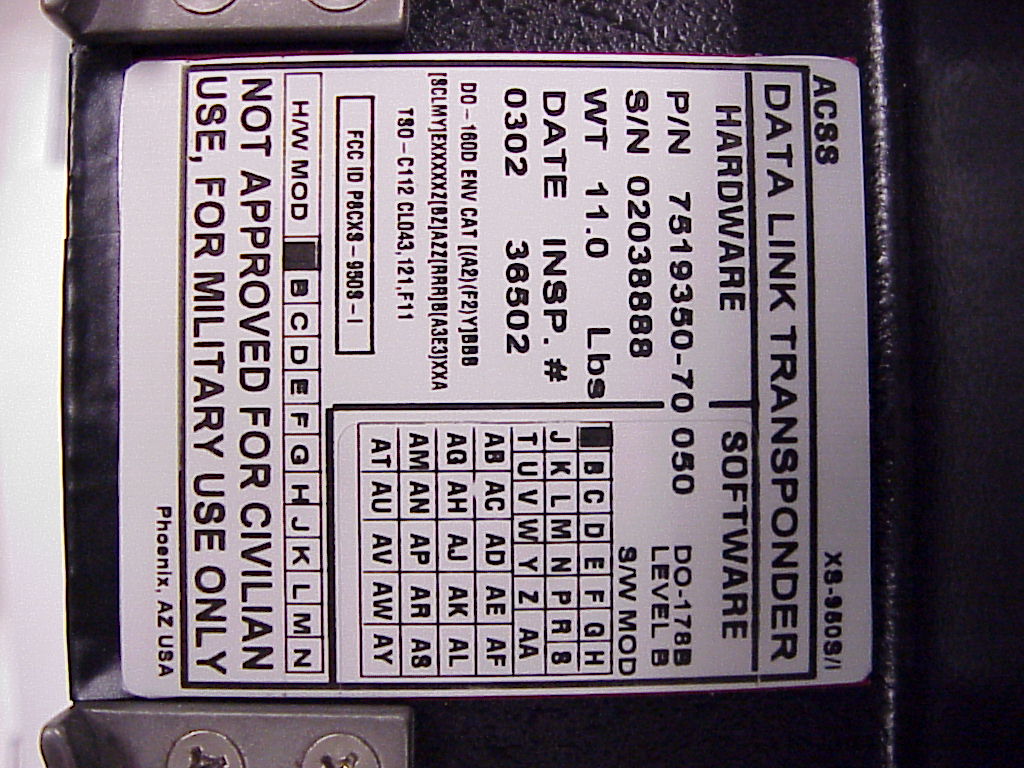 ACSS XS-950S/I
DATA LINK TRANSPONDER
HARDWARE SOFTWARE
P/N 7519350-70 050 DO-178B
LEVEL B
S/N 02038888 S/W MOD
WT 11.0 Lbs
DATE INSP. #
0302 36502
DO-160D ENV CAT [(A2)(F2)Y]BBB
[SCLMY]EXXXXXZ[BZ]AZZ[RRR]B[A3E3]XXA
TSO-C112 CL043,121,F11
FCC ID P8CXS-950S-I
B C D E F G H
J K L M N P R S
T U V W Y Z AA
AB AC AD AE AF
AG AH AJ AK AL
AM AN AP AR AS
AT AU AV AW AY
H/W MOD B C D E F G H J K L M N
NOT APPROVED FOR CIVILIAN
USE, FOR MILITARY USE ONLY
Phoenix, AZ USA